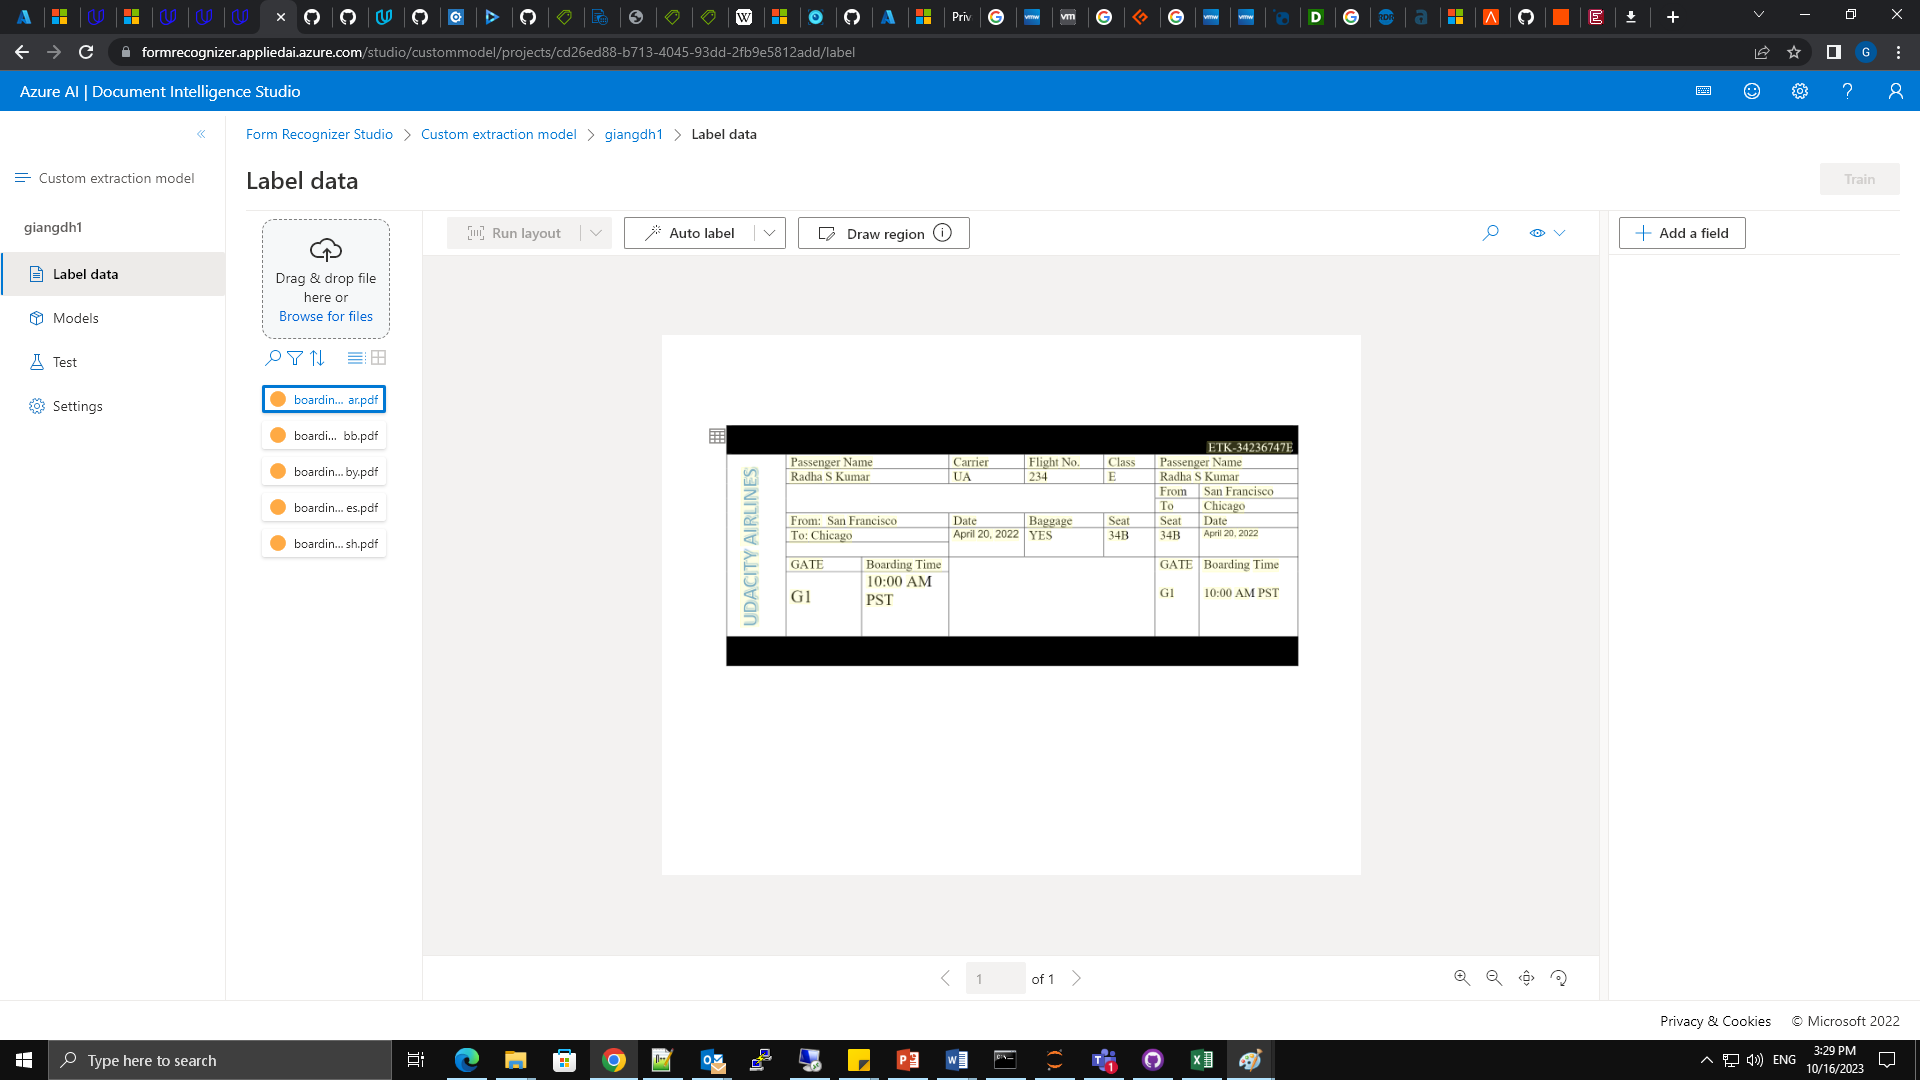 Priv
formrecognizer.appliedai.azure.com/studio/custommodel/projects/cd26ed88-b713-4045-93dd-2fb9e5812add/label
G
Azure AI | Document Intelligence Studio
Form Recognizer Studio > Custom extraction model > giangdh1 > Label data
Custom extraction model
Label data
Train
giangdh1
Label data
Models
Test
Settings
Drag & drop file
here or
Browse for files
boardin... ar.pdf
boardi... bb.pdf
boardin... by.pdf
boardin... es.pdf
boardin... sh.pdf
Run layout
Auto label
Draw region
Add a field
ETK-34236747E
UDACITY AIRLINES
Passenger Name Carrier Flight No. Class Passenger Name
Radha S Kumar UA 234 E Radha S Kumar
From San Francisco
To Chicago
From: San Francisco Date Baggage Seat Seat Date
To: Chicago April 20, 2022 YES 34B 34B April 20, 2022
GATE Boarding Time GATE Boarding Time
G1 10:00 AM
PST
G1 10:00 AM PST
1 of 1
Privacy & Cookies © Microsoft 2022
Type here to search
1
ENG
3:29 PM
10/16/2023